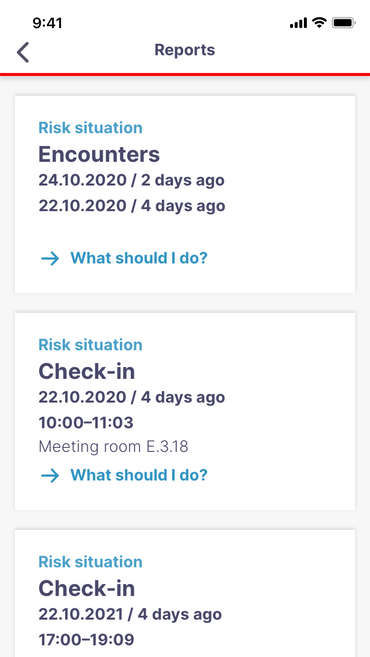 9:41
Reports
Risk situation
Encounters
24.10.2020 / 2 days ago
22.10.2020 / 4 days ago
What should I do?
Risk situation
Check-in
22.10.2020 / 4 days ago
10:00–11:03
Meeting room E.3.18
What should I do?
Risk situation
Check-in
22.10.2021 / 4 days ago
17:00–19:09